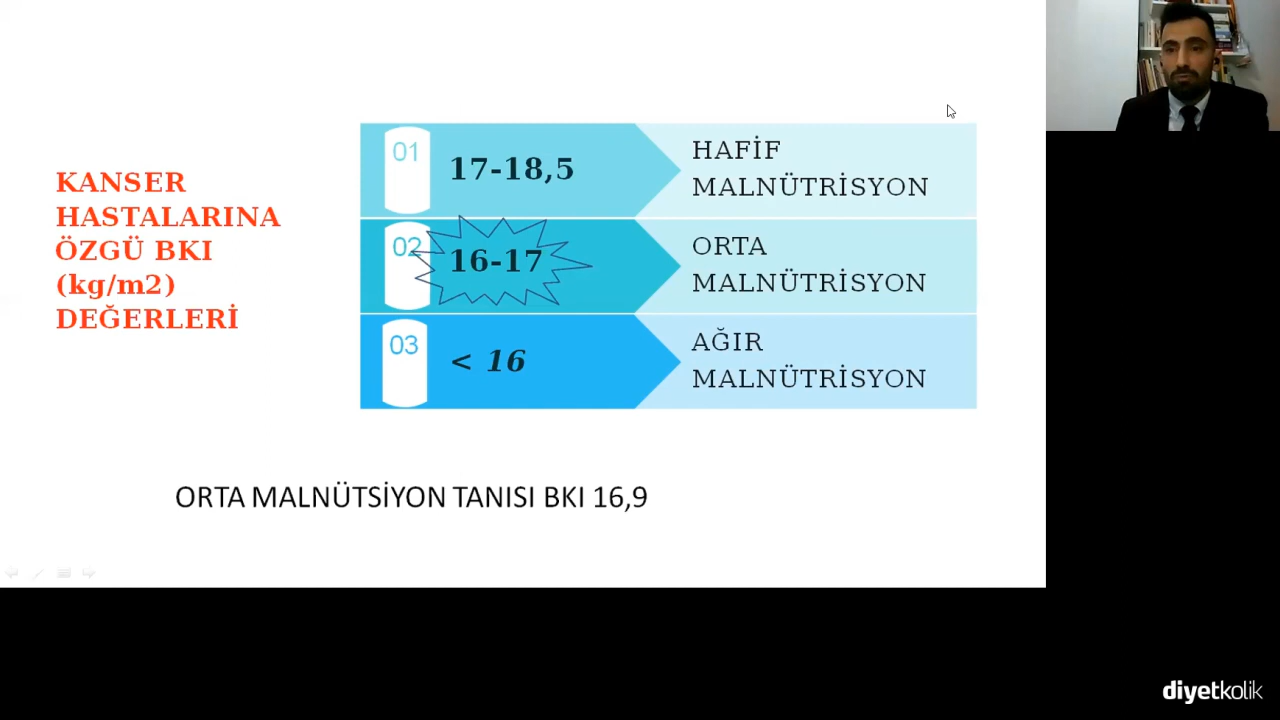 KANSER
HASTALARINA
ÖZGÜ BKI
(kg/m2)
DEĞERLERİ
01
17-18,5
HAFİF
MALNÜTRİSYON
02
16-17
ORTA
MALNÜTRİSYON
03
< 16
AĞIR
MALNÜTRİSYON
ORTA MALNÜTSİYON TANISI BKI 16,9
diyetkolik